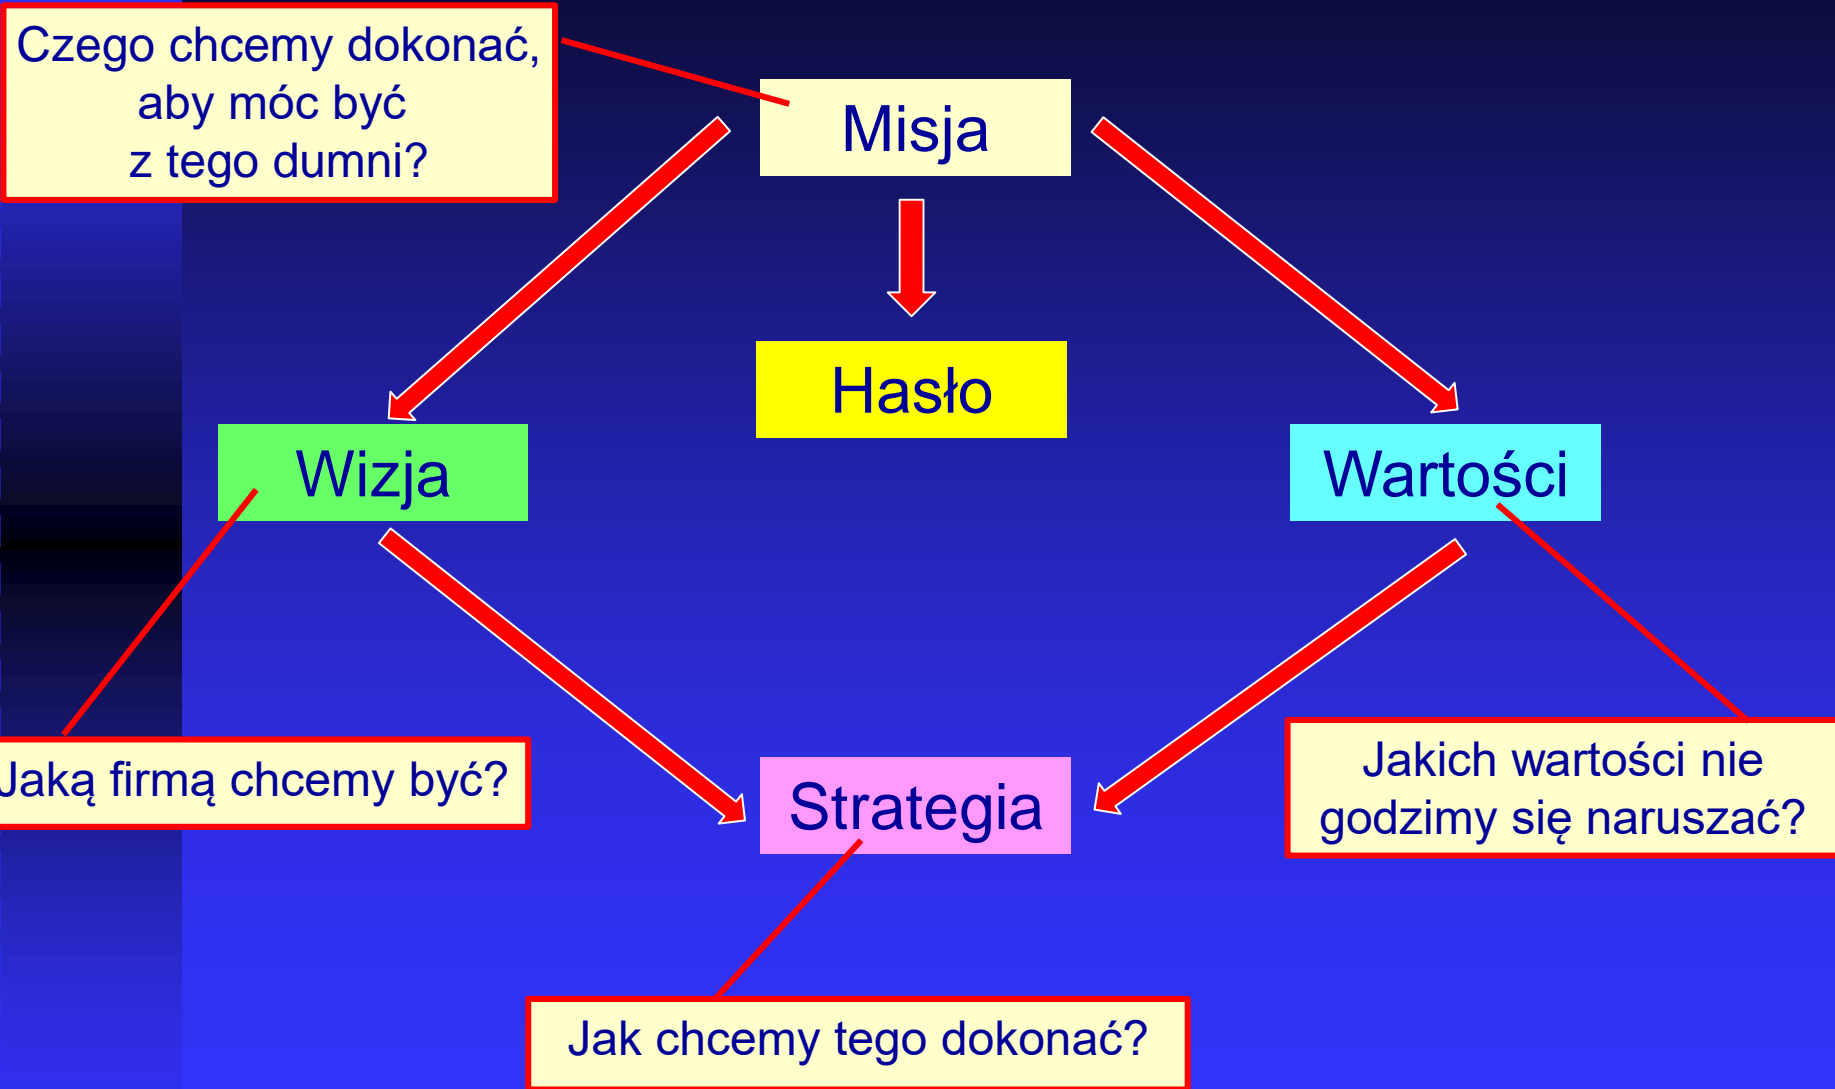 Czego chcemy dokonać,
aby móc być
z tego dumni?
Misja
Hasło
Wizja
Wartości
Jaką firmą chcemy być?
Strategia
Jakich wartości nie
godzimy się naruszać?
Jak chcemy tego dokonać?